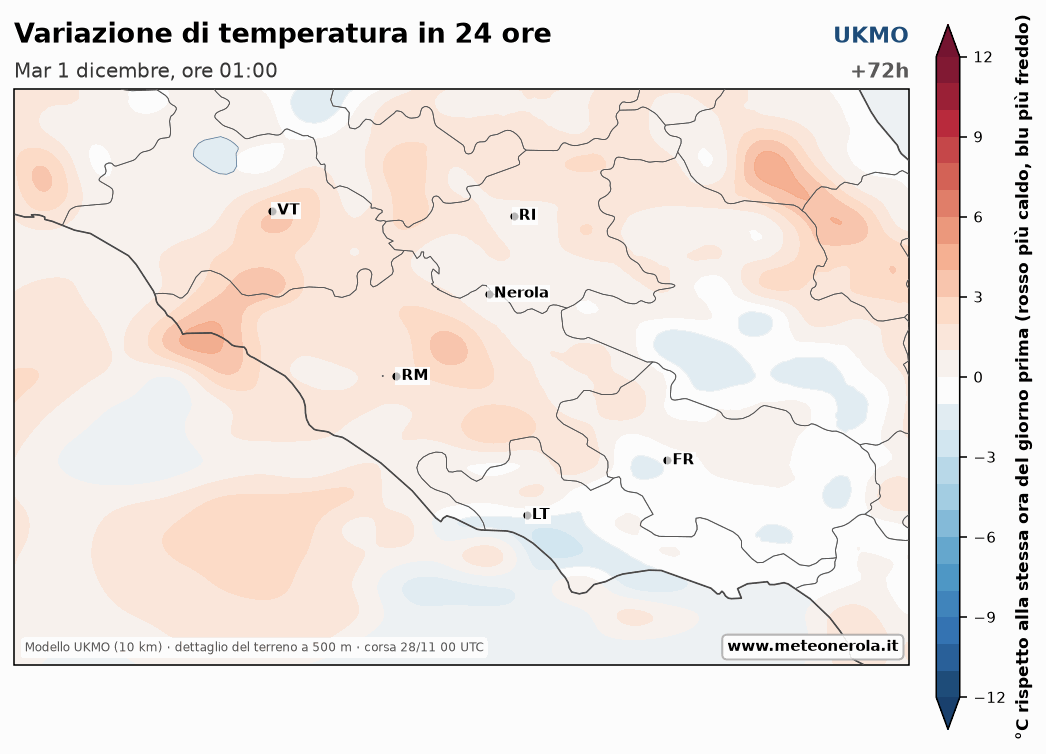 Variazione di temperatura in 24 ore
UKMO
Mar 1 dicembre, ore 01:00
+72h
VT
RI
Nerola
RM
FR
LT
Modello UKMO (10 km) · dettaglio del terreno a 500 m · corsa 28/11 00 UTC
www.meteonerola.it
12
9
6
3
0
−3
−6
−9
−12
°C rispetto alla stessa ora del giorno prima (rosso più caldo, blu più freddo)